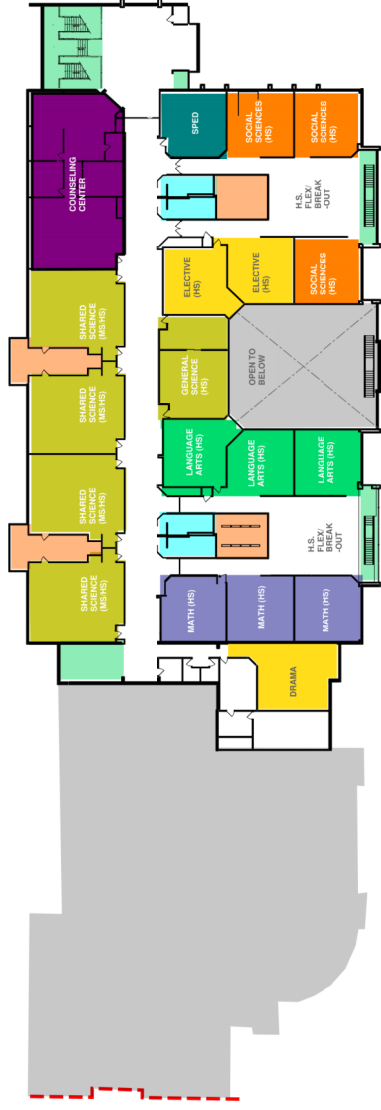 COUNSELING
CENTER
SPED
SOCIAL
SCIENCES
(HS)
SOCIAL
SCIENCES
(HS)
H.S.
FLEX/
BREAK
-OUT
ELECTIVE
(HS)
ELECTIVE
(HS)
SOCIAL
SCIENCES
(HS)
SHARED
SCIENCE
(MS/HS)
SHARED
SCIENCE
(MS/HS)
SHARED
SCIENCE
(MS/HS)
SHARED
SCIENCE
(MS/HS)
GENERAL
SCIENCE
(HS)
OPEN TO
BELOW
LANGUAGE
ARTS (HS)
LANGUAGE
ARTS (HS)
LANGUAGE
ARTS (HS)
H.S.
FLEX/
BREAK
-OUT
MATH (HS)
MATH (HS)
MATH (HS)
DRAMA